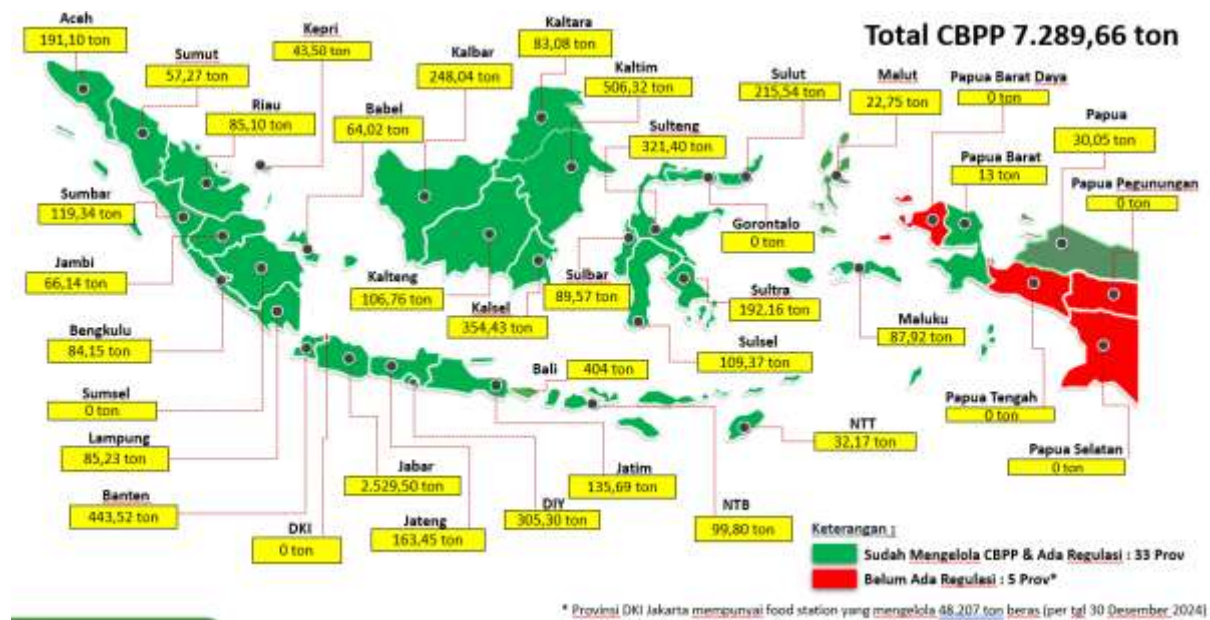 Total CBPP 7.289,66 ton
Aceh
191,10 ton
Sumut
57,27 ton
Kepri
43,50 ton
Riau
85,10 ton
Babel
64,02 ton
Kalbar
248,04 ton
Kaltara
83,08 ton
Kaltim
506,32 ton
Sulteng
321,40 ton
Sulut
215,54 ton
Malut
22,75 ton
Papua Barat Daya
0 ton
Papua Barat
13 ton
Papua
30,05 ton
Papua Pegunungan
0 ton
Sumbar
119,34 ton
Jambi
66,14 ton
Bengkulu
84,15 ton
Sumsel
0 ton
Lampung
85,23 ton
Banten
443,52 ton
DKI
0 ton
Jabar
2.529,50 ton
Jateng
163,45 ton
DIY
305,30 ton
Jatim
135,69 ton
Bali
404 ton
NTB
99,80 ton
NTT
32,17 ton
Kalteng
106,76 ton
Kalsel
354,43 ton
Sulbar
89,57 ton
Gorontalo
0 ton
Sultra
192,16 ton
Sulsel
109,37 ton
Maluku
87,92 ton
Papua Tengah
0 ton
Papua Selatan
0 ton
Keterangan :
Sudah Mengelola CBPP & Ada Regulasi : 33 Prov
Belum Ada Regulasi : 5 Prov*
* Provinsi DKI Jakarta mempunyai food station yang mengelola 48.207 ton beras (per tgl 30 Desember 2024)